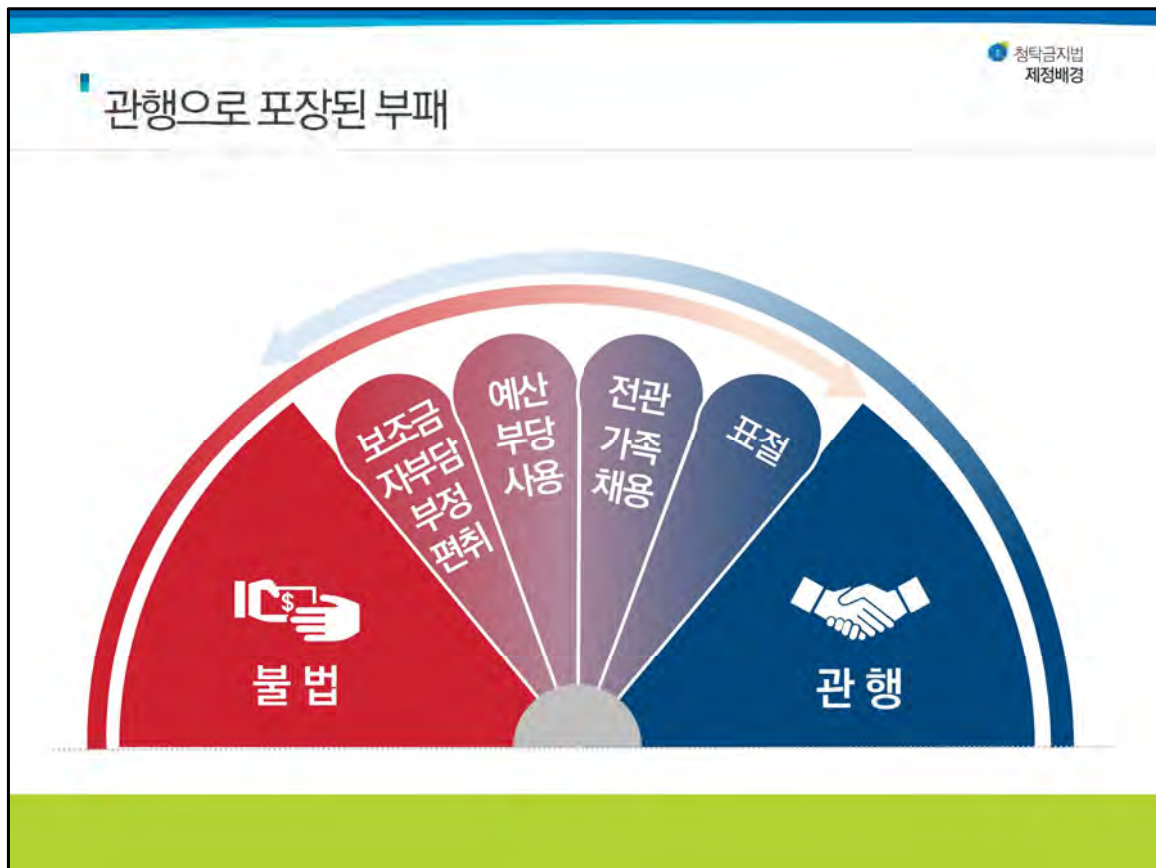 청탁금지법
제정배경
관행으로 포장된 부패
보조금
자부담
부정
편취
예산
부당
사용
전관
가족
채용
표절
$
불법
관행